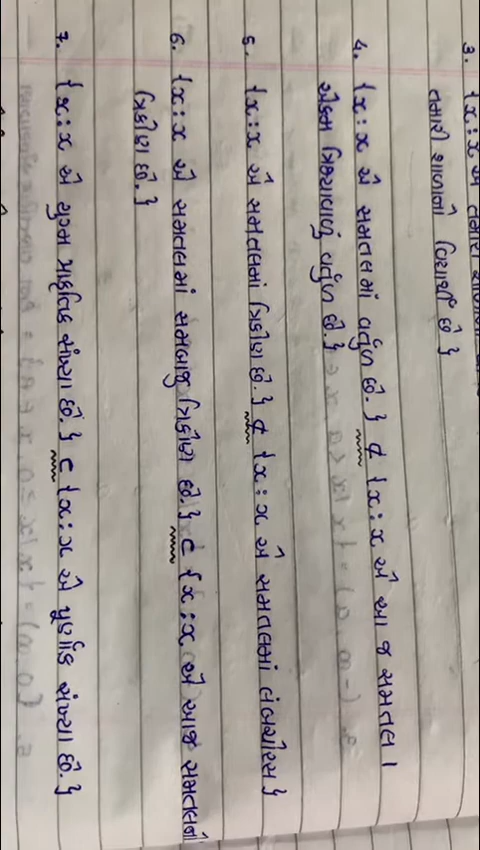 3. {x : x એ તમારી
તમારી શાળાનો વિદ્યાર્થી છે }
4. {x : x એ સમતલમાં વર્તુળ છે. } ⊄ {x : x એ આ જ સમતલ।
એકમ ત્રિજ્યાવાળું વર્તુળ છે.}
5. {x : x એ સમતલમાં ત્રિકોણ છે. } ⊄ {x : x એ સમતલમાં લંબચોરસ }
6. {x : x એ સમતલમાં સમબાજુ ત્રિકોણ છે. } ⊂ {x : x એ આજ સમતલનો
ત્રિકોણ છે. }
7. {x : x એ યુગ્મ પ્રાકૃતિક સંખ્યા છે. } ⊂ {x : x એ પૂર્ણાંક સંખ્યા છે. }